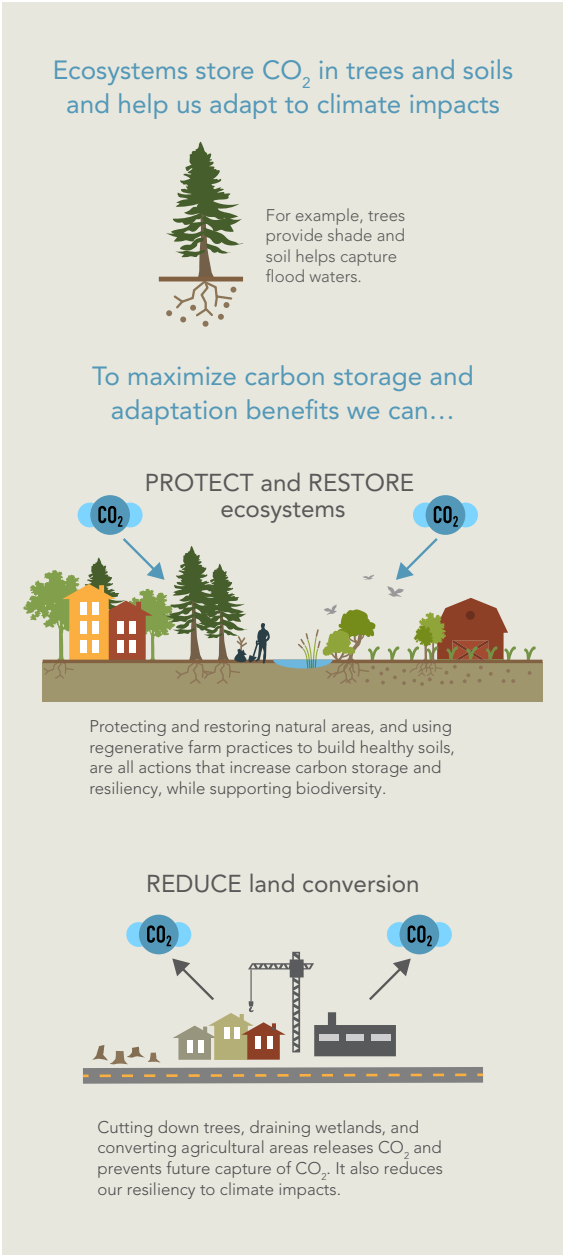 Ecosystems store CO₂ in trees and soils
and help us adapt to climate impacts
For example, trees
provide shade and
soil helps capture
flood waters.
To maximize carbon storage and
adaptation benefits we can…
PROTECT and RESTORE
ecosystems
CO₂
CO₂
Protecting and restoring natural areas, and using
regenerative farm practices to build healthy soils,
are all actions that increase carbon storage and
resiliency, while supporting biodiversity.
REDUCE land conversion
CO₂
CO₂
Cutting down trees, draining wetlands, and
converting agricultural areas releases CO₂ and
prevents future capture of CO₂. It also reduces
our resiliency to climate impacts.